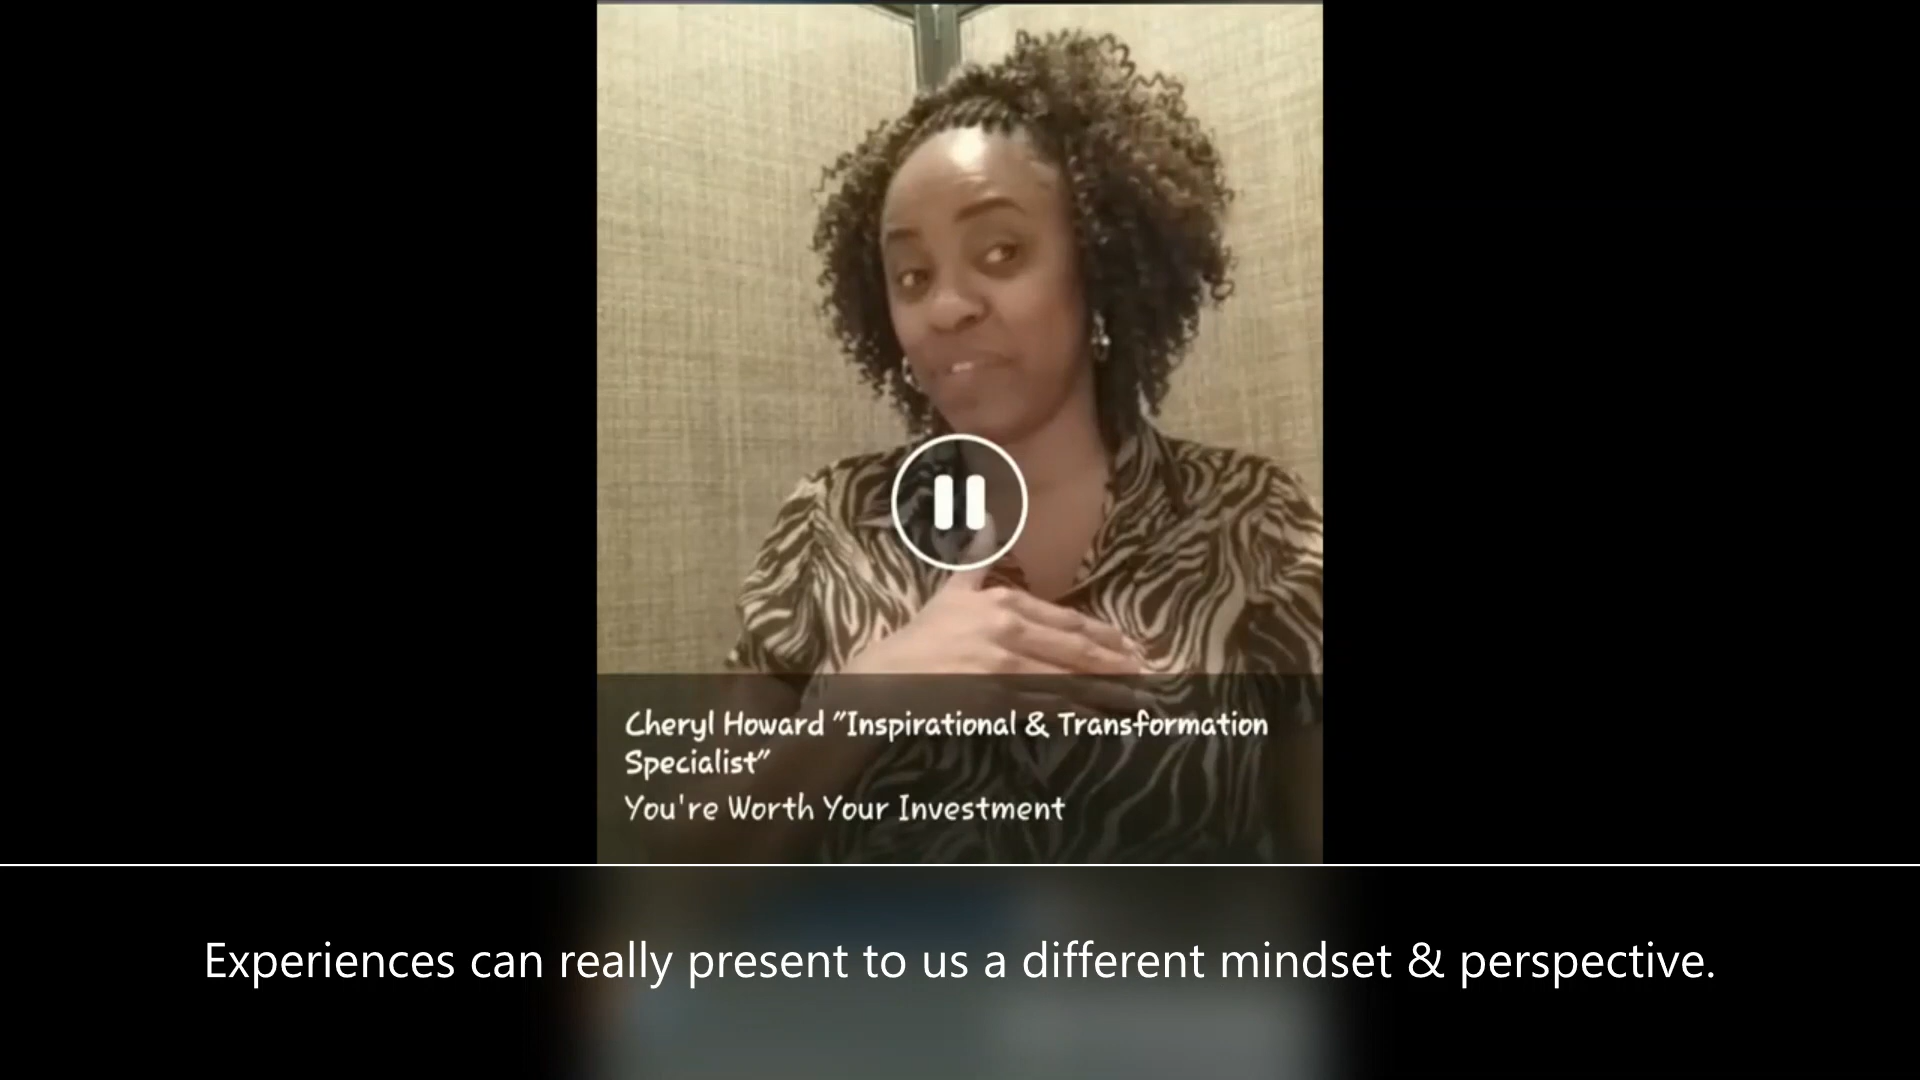 Cheryl Howard "Inspirational & Transformation
Specialist"
You're Worth Your Investment
Experiences can really present to us a different mindset & perspective.